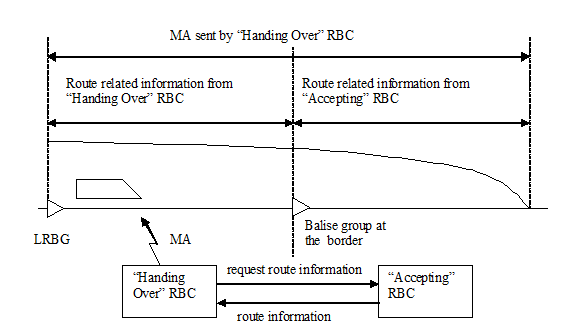 MA sent by “Handing Over” RBC
Route related information from
“Handing Over” RBC
Route related information from
“Accepting” RBC
Balise group at
the border
LRBG
MA
“Handing
Over” RBC
request route information
“Accepting”
RBC
route information